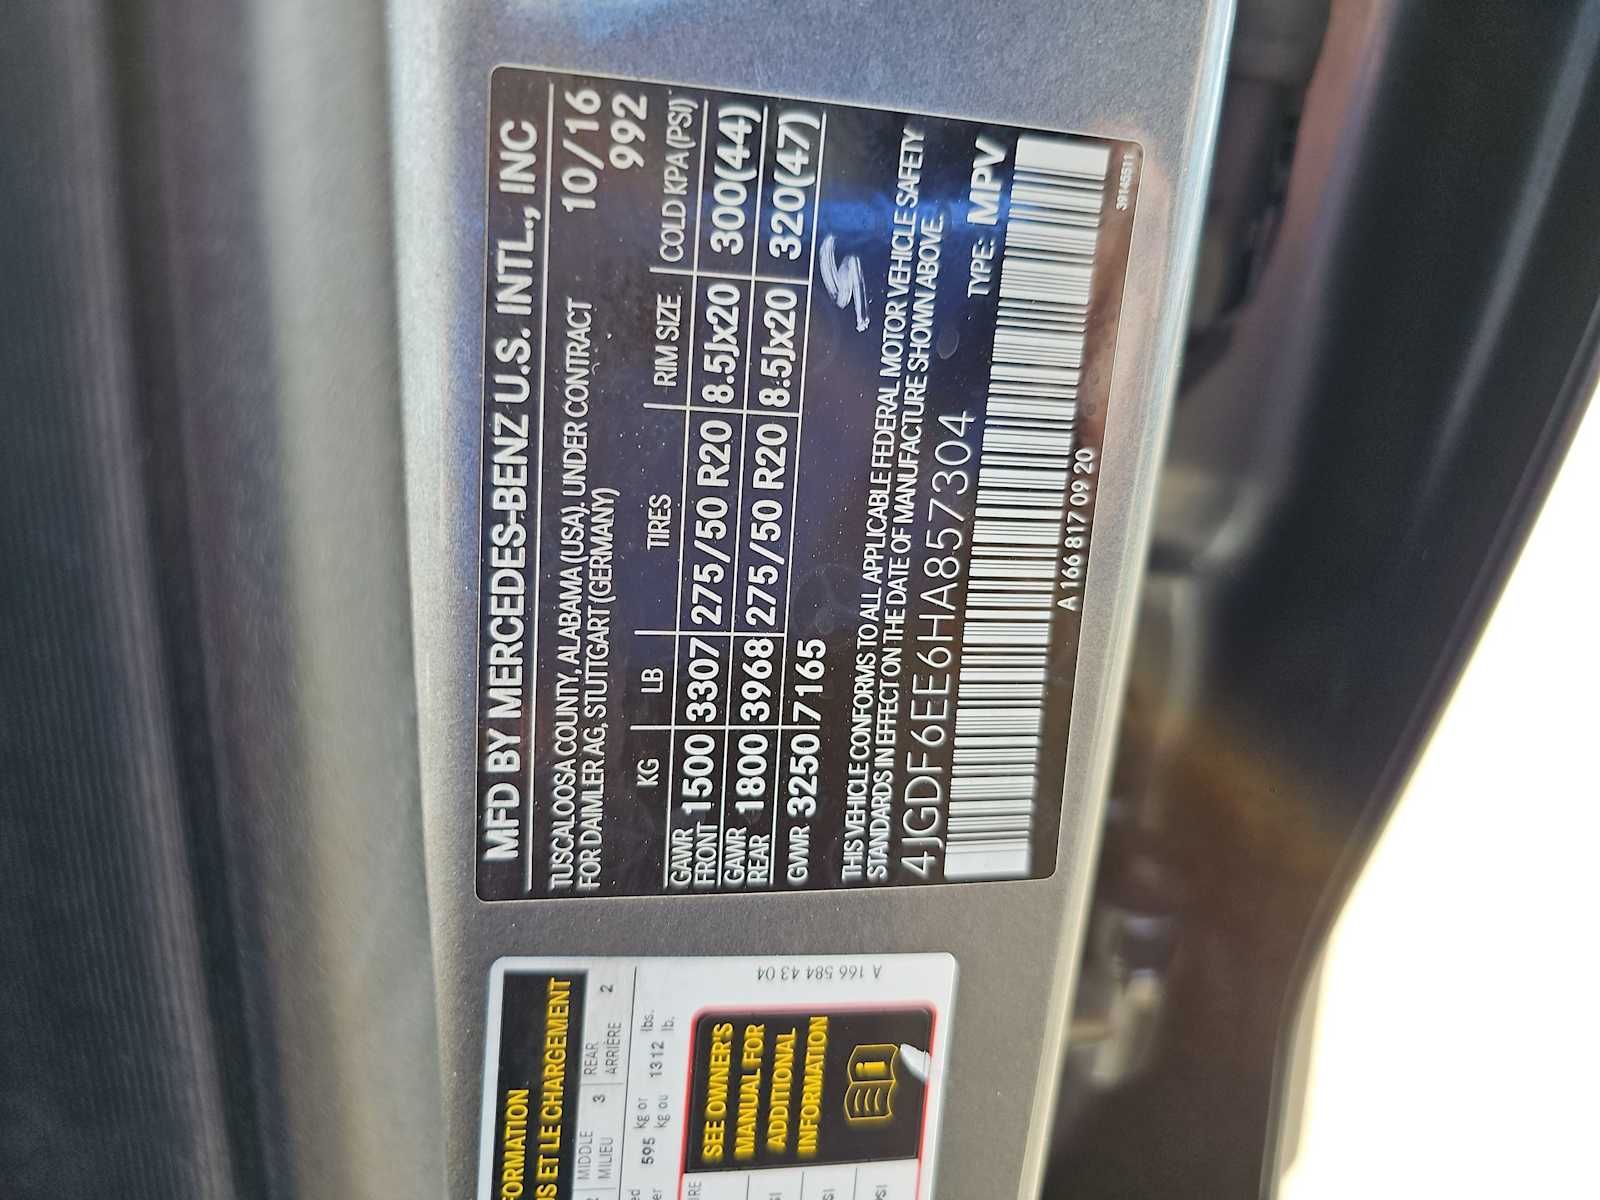 MFD BY MERCEDES-BENZ U.S. INTL., INC
TUSCALOOSA COUNTY, ALABAMA (USA), UNDER CONTRACT 10/16
FOR DAIMLER AG, STUTTGART (GERMANY) 992
KG LB TIRES RIM SIZE COLD KPA (PSI)
GAWR FRONT 1500 3307 275/50 R20 8.5Jx20 300(44)
GAWR REAR 1800 3968 275/50 R20 8.5Jx20 320(47)
GVWR 3250 7165
THIS VEHICLE CONFORMS TO ALL APPLICABLE FEDERAL MOTOR VEHICLE SAFETY
STANDARDS IN EFFECT ON THE DATE OF MANUFACTURE SHOWN ABOVE.
4JGDF6EE6HA857304 TYPE: MPV
A 166 817 09 20
39145511
ORMATION
ET LE CHARGEMENT
MIDDLE 3 REAR 2
MILIEU ARRIÈRE
595 kg or 1312 lbs.
kg ou lb.
SEE OWNER'S
MANUAL FOR
ADDITIONAL
INFORMATION
A 166 584 43 04